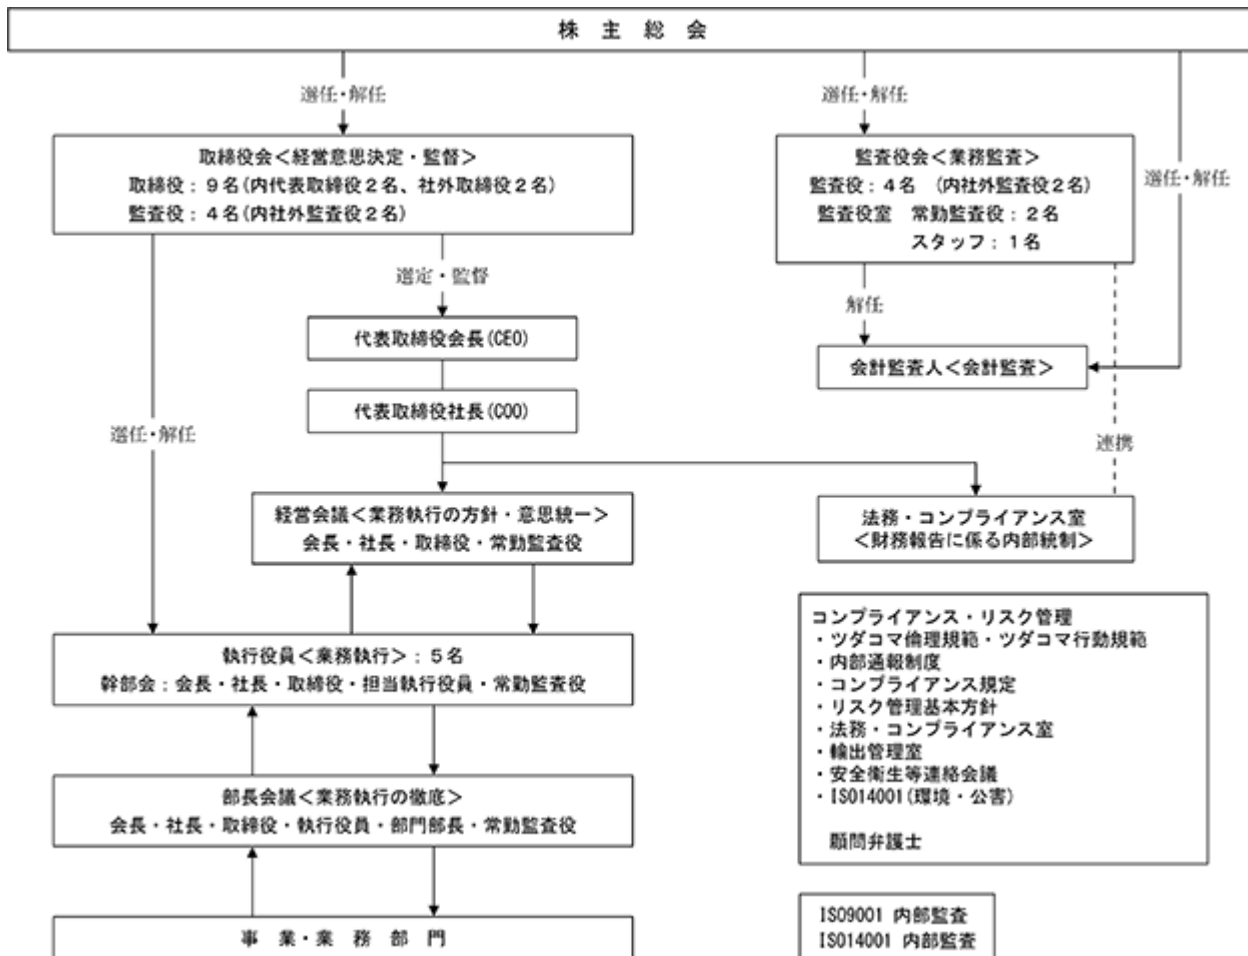 株 主 総 会
選任・解任
選任・解任
選任・解任
取締役会＜経営意思決定・監督＞
取締役：９名(内代表取締役２名、社外取締役２名)
監査役：４名(内社外監査役２名)
監査役会＜業務監査＞
監査役：４名 (内社外監査役２名)
監査役室 常勤監査役：２名
スタッフ：１名
選定・監督
解任
代表取締役会長(CEO)
会計監査人＜会計監査＞
代表取締役社長(COO)
選任・解任
連携
経営会議＜業務執行の方針・意思統一＞
会長・社長・取締役・常勤監査役
法務・コンプライアンス室
＜財務報告に係る内部統制＞
執行役員＜業務執行＞：５名
幹部会：会長・社長・取締役・担当執行役員・常勤監査役
コンプライアンス・リスク管理
・ツダコマ倫理規範・ツダコマ行動規範
・内部通報制度
・コンプライアンス規定
・リスク管理基本方針
・法務・コンプライアンス室
・輸出管理室
・安全衛生等連絡会議
・ISO14001(環境・公害)
顧問弁護士
部長会議＜業務執行の徹底＞
会長・社長・取締役・執行役員・部門部長・常勤監査役
事 業・業 務 部 門
ISO9001 内部監査
ISO14001 内部監査